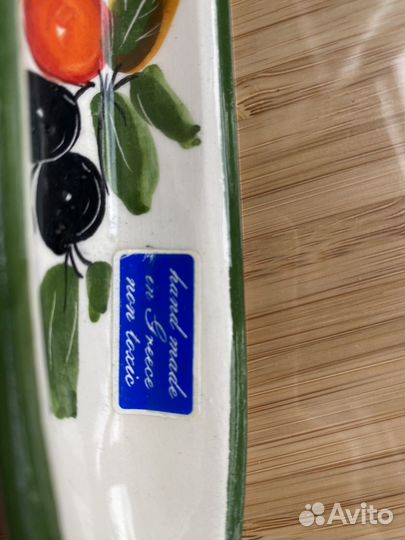 hand made
in Greece
non toxic
Avito